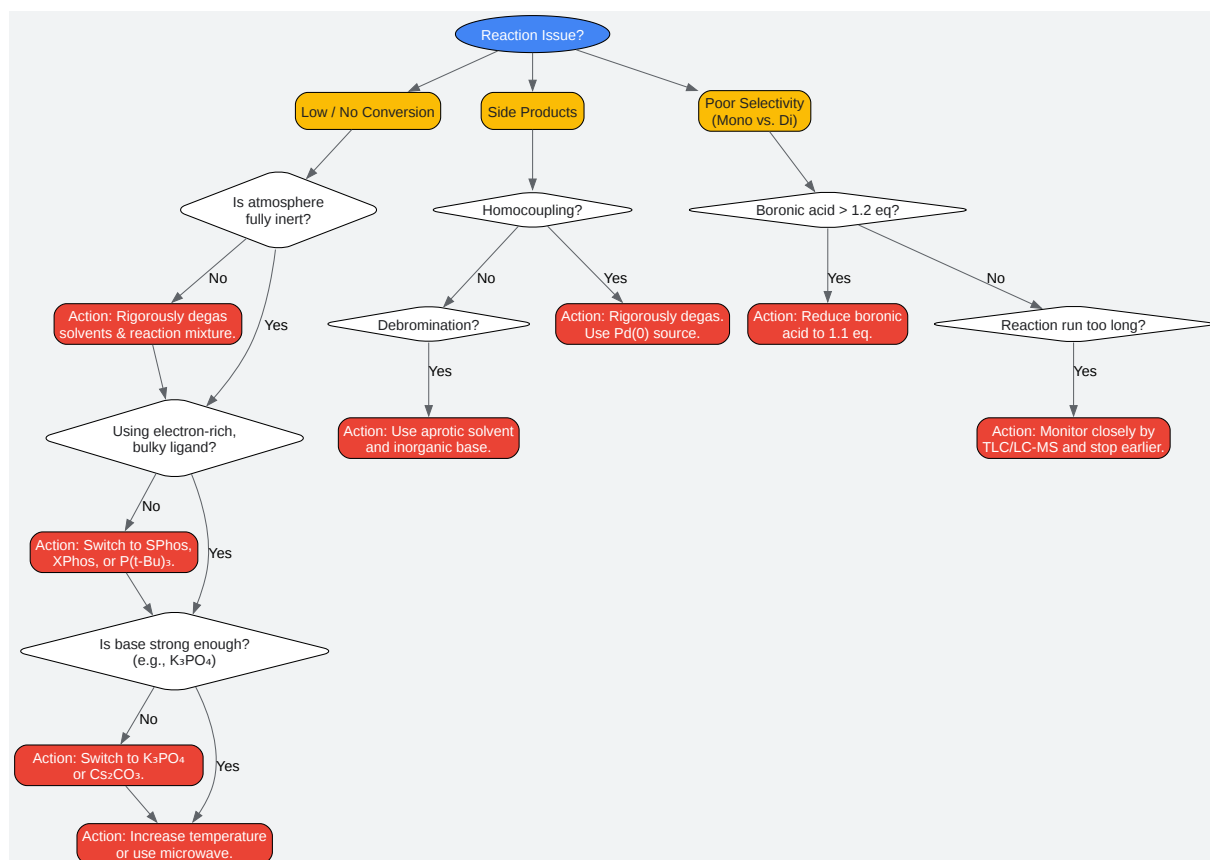 Reaction Issue?
Low / No Conversion
Side Products
Poor Selectivity
(Mono vs. Di)
Is atmosphere
fully inert?
Homocoupling?
Boronic acid > 1.2 eq?
No
Yes
No
Yes
Yes
No
Action: Rigorously degas
solvents & reaction mixture.
Debromination?
Action: Rigorously degas.
Use Pd(0) source.
Action: Reduce boronic
acid to 1.1 eq.
Reaction run too long?
Yes
Yes
Using electron-rich,
bulky ligand?
Action: Use aprotic solvent
and inorganic base.
Action: Monitor closely by
TLC/LC-MS and stop earlier.
No
Yes
Action: Switch to SPhos,
XPhos, or P(t-Bu)₃.
Is base strong enough?
(e.g., K₃PO₄)
No
Yes
Action: Switch to K₃PO₄
or Cs₂CO₃.
Action: Increase temperature
or use microwave.